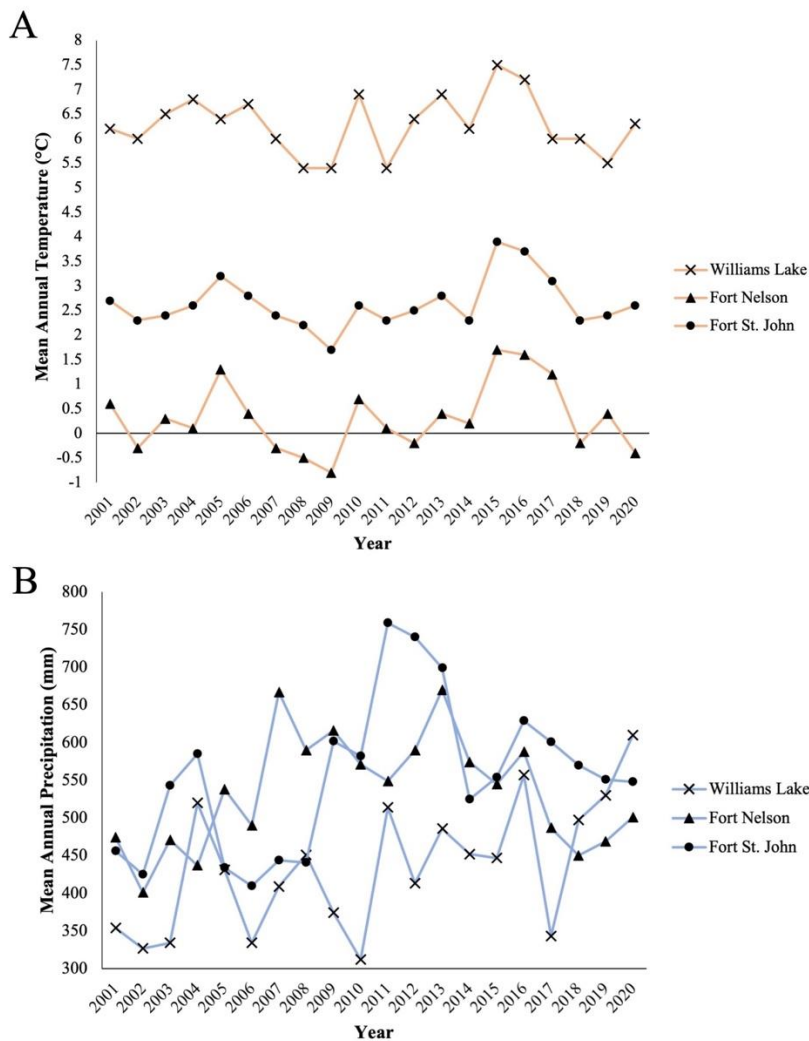 A
8
7.5
7
6.5
6
5.5
5
4.5
4
3.5
3
2.5
2
1.5
1
0.5
0
-0.5
-1
Mean Annual Temperature (°C)
2001 2002 2003 2004 2005 2006 2007 2008 2009 2010 2011 2012 2013 2014 2015 2016 2017 2018 2019 2020
Year
Williams Lake
Fort Nelson
Fort St. John
B
800
750
700
650
600
550
500
450
400
350
300
Mean Annual Precipitation (mm)
2001 2002 2003 2004 2005 2006 2007 2008 2009 2010 2011 2012 2013 2014 2015 2016 2017 2018 2019 2020
Year
Williams Lake
Fort Nelson
Fort St. John